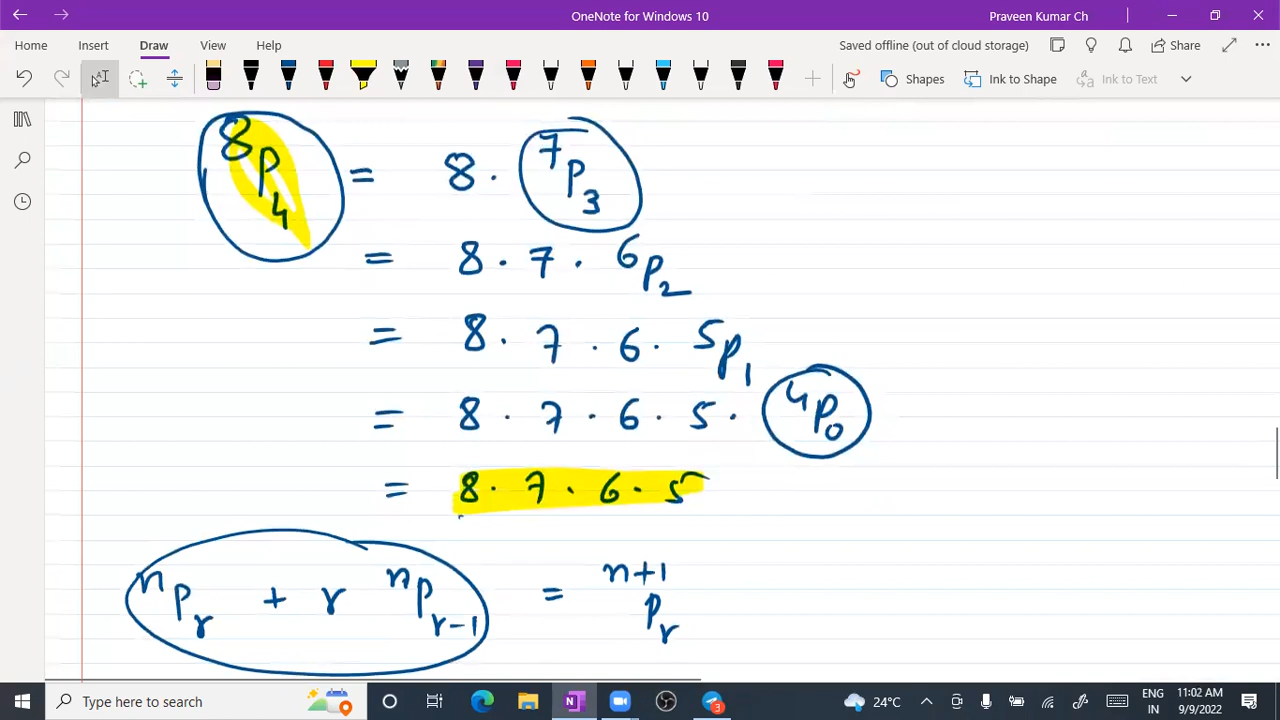 OneNote for Windows 10
Praveen Kumar Ch
Home Insert Draw View Help
Saved offline (out of cloud storage)
Share
Shapes
Ink to Shape
Ink to Text
⁸P₄ = 8 · ⁷P₃
= 8 · 7 · ⁶P₂
= 8 · 7 · 6 · ⁵P₁
= 8 · 7 · 6 · 5 · ⁴P₀
= 8 · 7 · 6 · 5
ⁿPᵣ + r ⁿPᵣ₋₁ = ⁿ⁺¹Pᵣ
Type here to search
3
24°C
ENG
IN
11:02 AM
9/9/2022